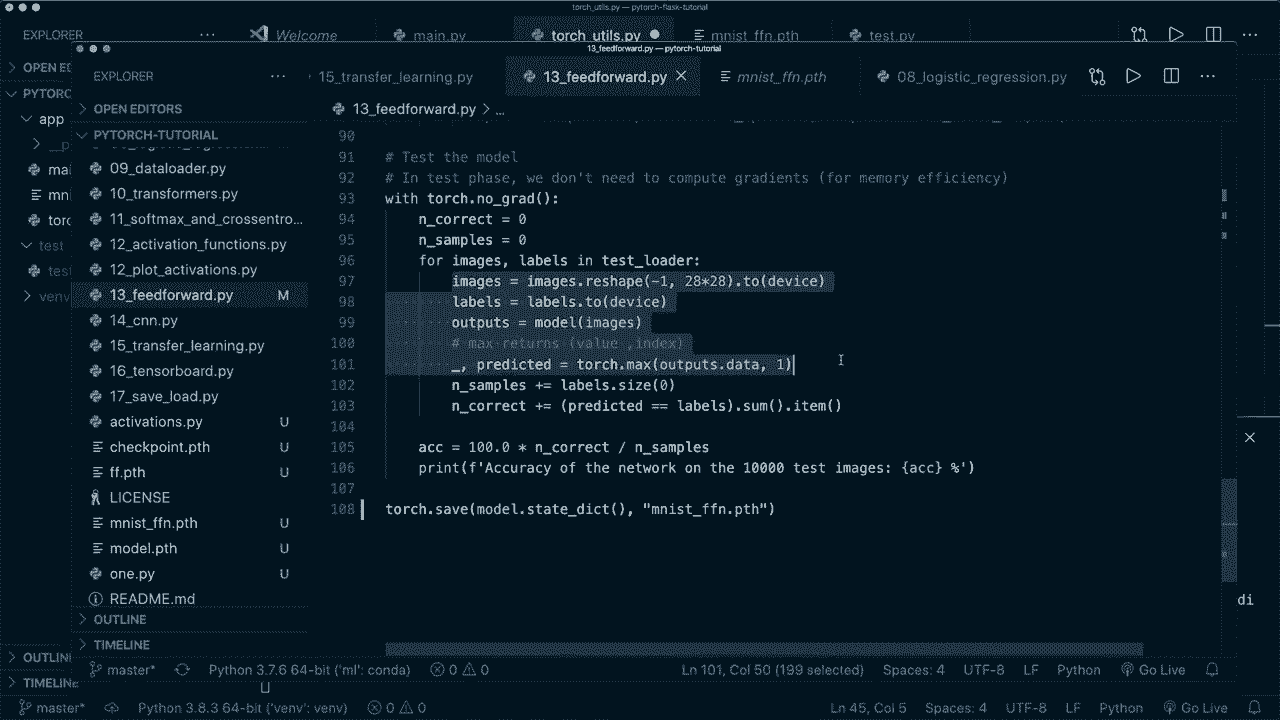 torch_utils.py — pytorch-flask-tutorial
EXPLORER
Welcome
main.py
torch_utils.py
mnist_ffn.pth
test.py
13_feedforward.py — pytorch-tutorial
EXPLORER
15_transfer_learning.py
13_feedforward.py
mnist_ffn.pth
08_logistic_regression.py
OPEN ED
PYTORC
app
ma
mn
torc
test
test
venv
OUTLIN
TIMELINE
OPEN EDITORS
PYTORCH-TUTORIAL
09_dataloader.py
10_transformers.py
11_softmax_and_crossentro...
12_activation_functions.py
12_plot_activations.py
13_feedforward.py M
14_cnn.py
15_transfer_learning.py
16_tensorboard.py
17_save_load.py
activations.py U
checkpoint.pth U
ff.pth U
LICENSE
mnist_ffn.pth U
model.pth U
one.py U
README.md
OUTLINE
TIMELINE
13_feedforward.py > ...
90
91 # Test the model
92 # In test phase, we don't need to compute gradients (for memory efficiency)
93 with torch.no_grad():
94 n_correct = 0
95 n_samples = 0
96 for images, labels in test_loader:
97 images = images.reshape(-1, 28*28).to(device)
98 labels = labels.to(device)
99 outputs = model(images)
100 # max returns (value ,index)
101 _, predicted = torch.max(outputs.data, 1)
102 n_samples += labels.size(0)
103 n_correct += (predicted == labels).sum().item()
104
105 acc = 100.0 * n_correct / n_samples
106 print(f'Accuracy of the network on the 10000 test images: {acc} %')
107
108 torch.save(model.state_dict(), "mnist_ffn.pth")
di
master* Python 3.7.6 64-bit ('ml': conda) 0 0 Ln 101, Col 50 (199 selected) Spaces: 4 UTF-8 LF Python Go Live
U
master* Python 3.8.3 64-bit ('venv': venv) 0 0 Ln 45, Col 5 Spaces: 4 UTF-8 LF Python Go Live